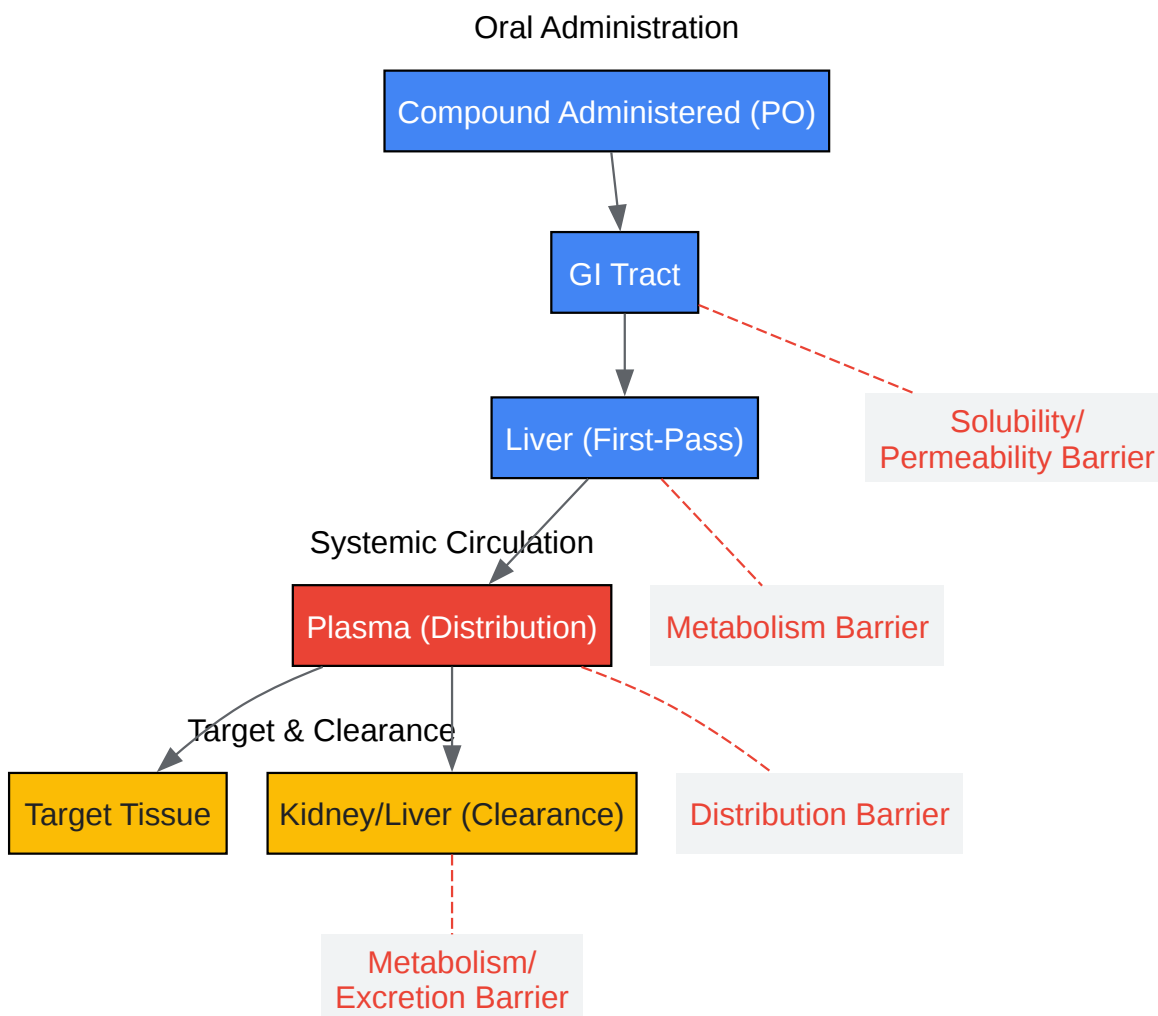 Oral Administration
Compound Administered (PO)
GI Tract
Solubility/
Permeability Barrier
Liver (First-Pass)
Systemic Circulation
Plasma (Distribution)
Metabolism Barrier
Target & Clearance
Target Tissue
Kidney/Liver (Clearance)
Distribution Barrier
Metabolism/
Excretion Barrier